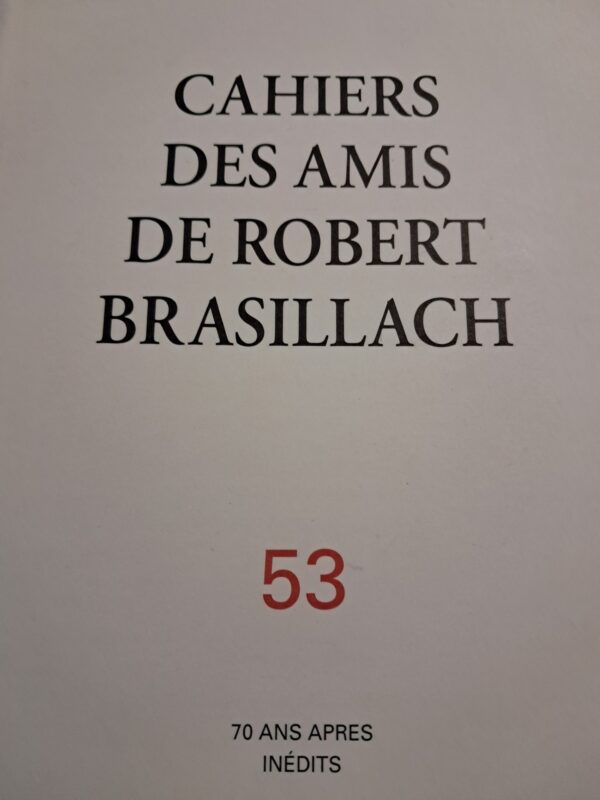 CAHIERS
DES AMIS
DE ROBERT
BRASILLACH
53
70 ANS APRES
INÉDITS